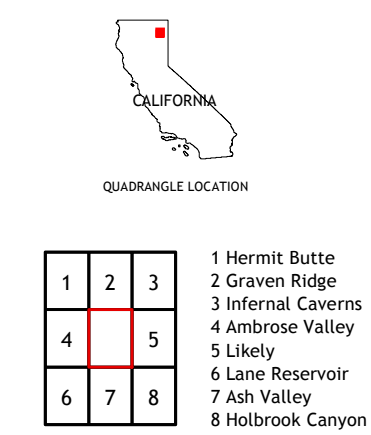 CALIFORNIA
QUADRANGLE LOCATION
1 2 3
4 5
6 7 8
1 Hermit Butte
2 Graven Ridge
3 Infernal Caverns
4 Ambrose Valley
5 Likely
6 Lane Reservoir
7 Ash Valley
8 Holbrook Canyon